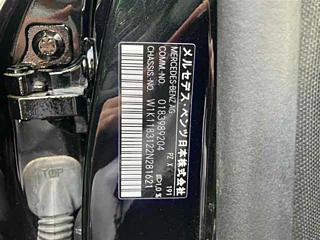 メルセデス・ベンツ日本株式会社
MERCEDES-BENZ AG
COMM. 0183989204
CHASSIS-NO. W1K1183122N281621
TOP